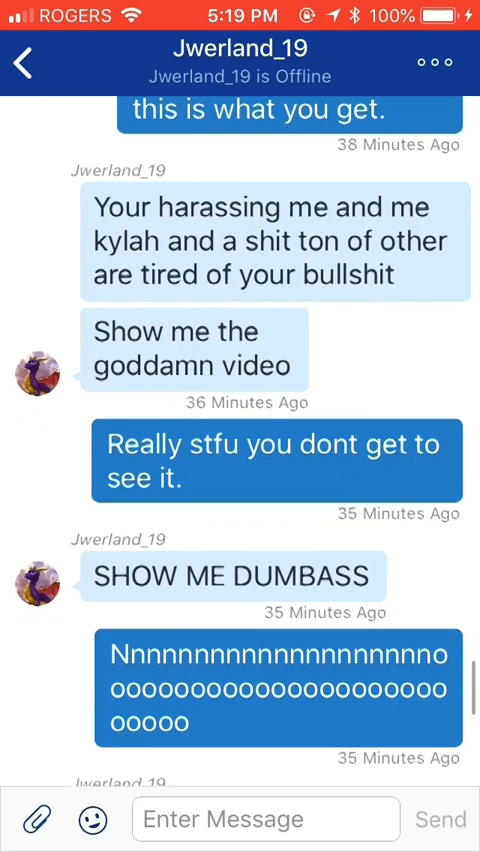 ROGERS 5:19 PM 100%
Jwerland_19
Jwerland_19 is Offline
this is what you get.
38 Minutes Ago
Jwerland_19
Your harassing me and me
kylah and a shit ton of other
are tired of your bullshit
Show me the
goddamn video
36 Minutes Ago
Really stfu you dont get to
see it.
35 Minutes Ago
Jwerland_19
SHOW ME DUMBASS
35 Minutes Ago
Nnnnnnnnnnnnnnnnnnnno
ooooooooooooooooooooo
ooooo
35 Minutes Ago
Jwerland_19
Enter Message
Send